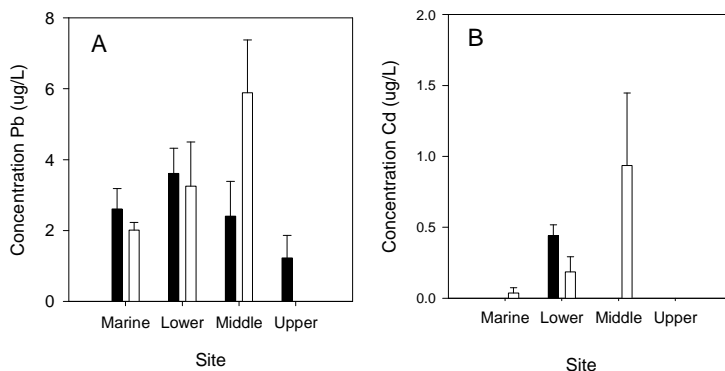 A
Concentration Pb (ug/L)
8
6
4
2
0
Marine Lower Middle Upper
Site
B
Concentration Cd (ug/L)
2.0
1.5
1.0
0.5
0.0
Marine Lower Middle Upper
Site